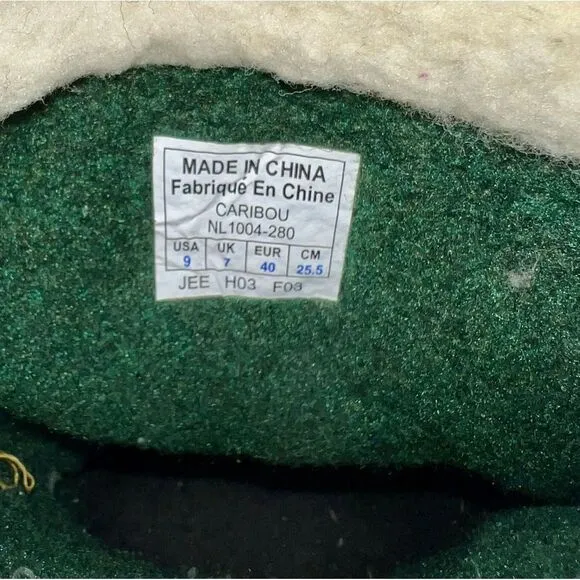 MADE IN CHINA
Fabriqué En Chine
CARIBOU
NL1004-280
USA UK EUR CM
9 7 40 25.5
JEE H03 F03